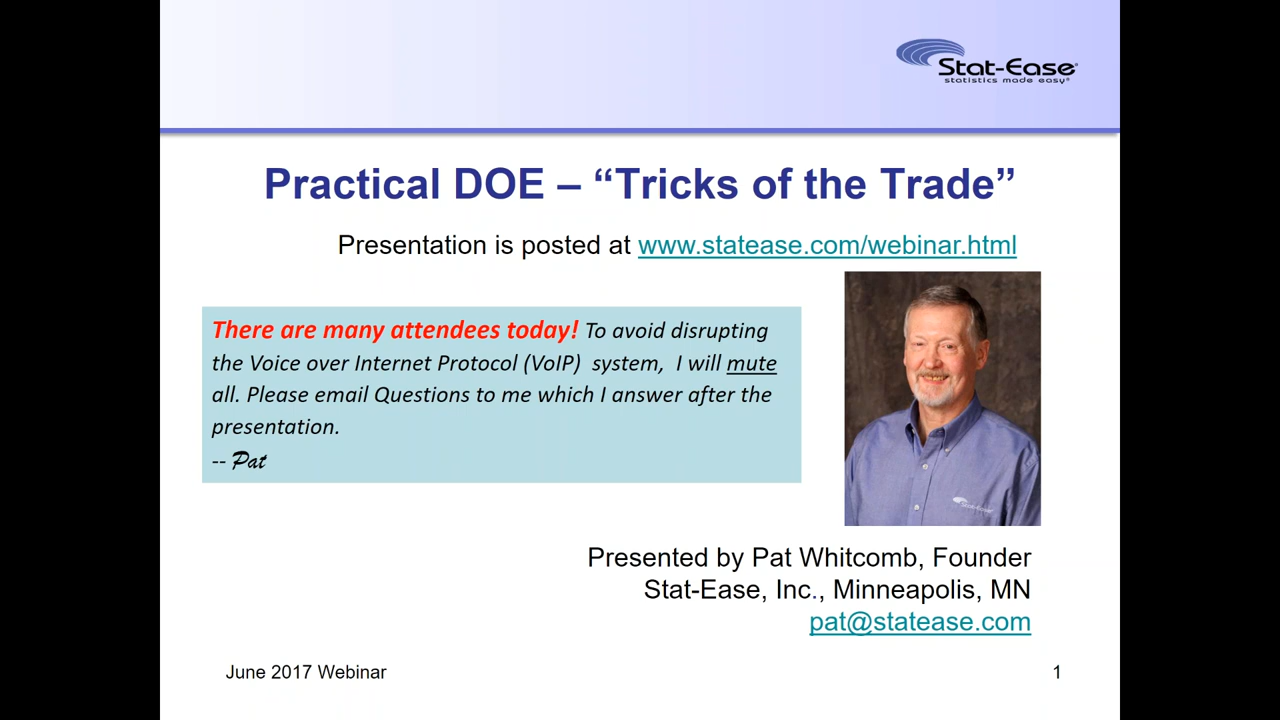 Stat-Ease®
statistics made easy®
Practical DOE – “Tricks of the Trade”
Presentation is posted at www.statease.com/webinar.html
There are many attendees today! To avoid disrupting
the Voice over Internet Protocol (VoIP) system, I will mute
all. Please email Questions to me which I answer after the
presentation.
-- Pat
Stat-Ease
Presented by Pat Whitcomb, Founder
Stat-Ease, Inc., Minneapolis, MN
pat@statease.com
June 2017 Webinar
1